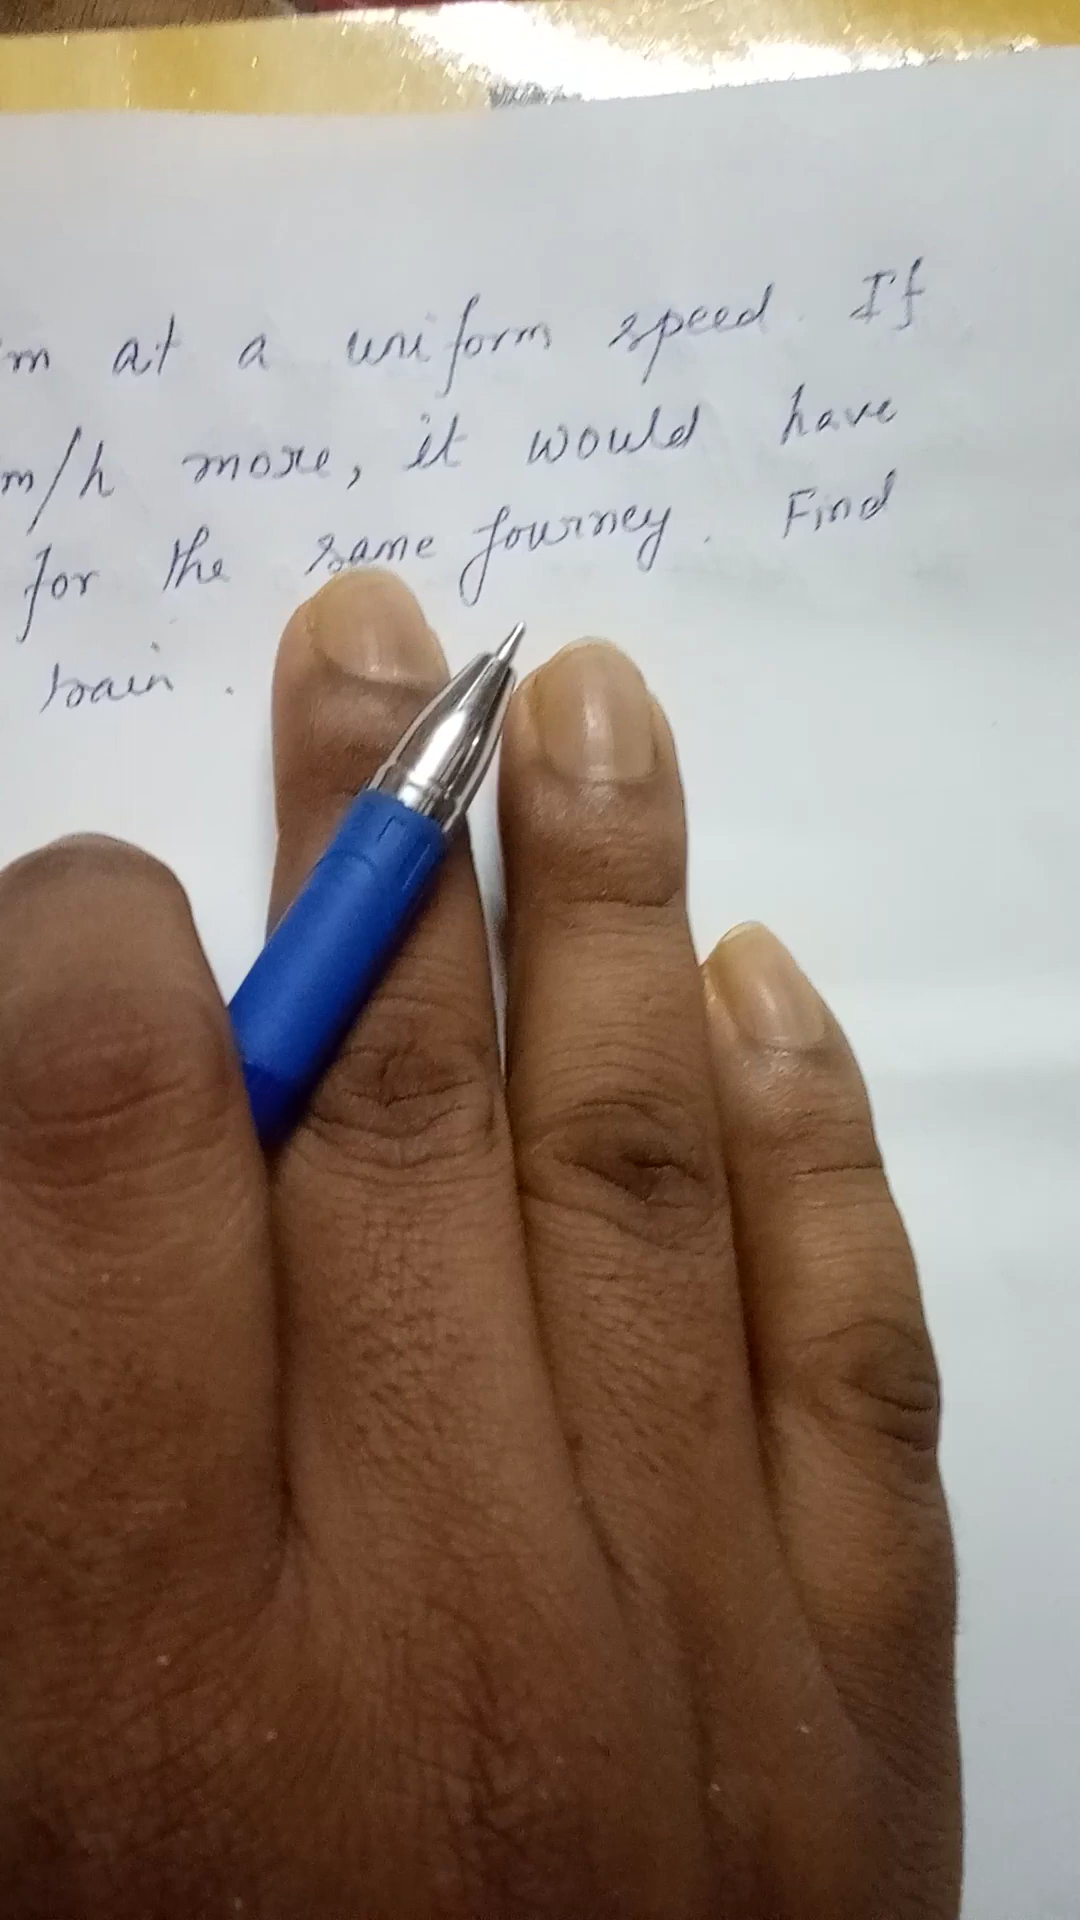 m at a uniform speed. If
m/h more, it would have
for the same journey. Find
train.